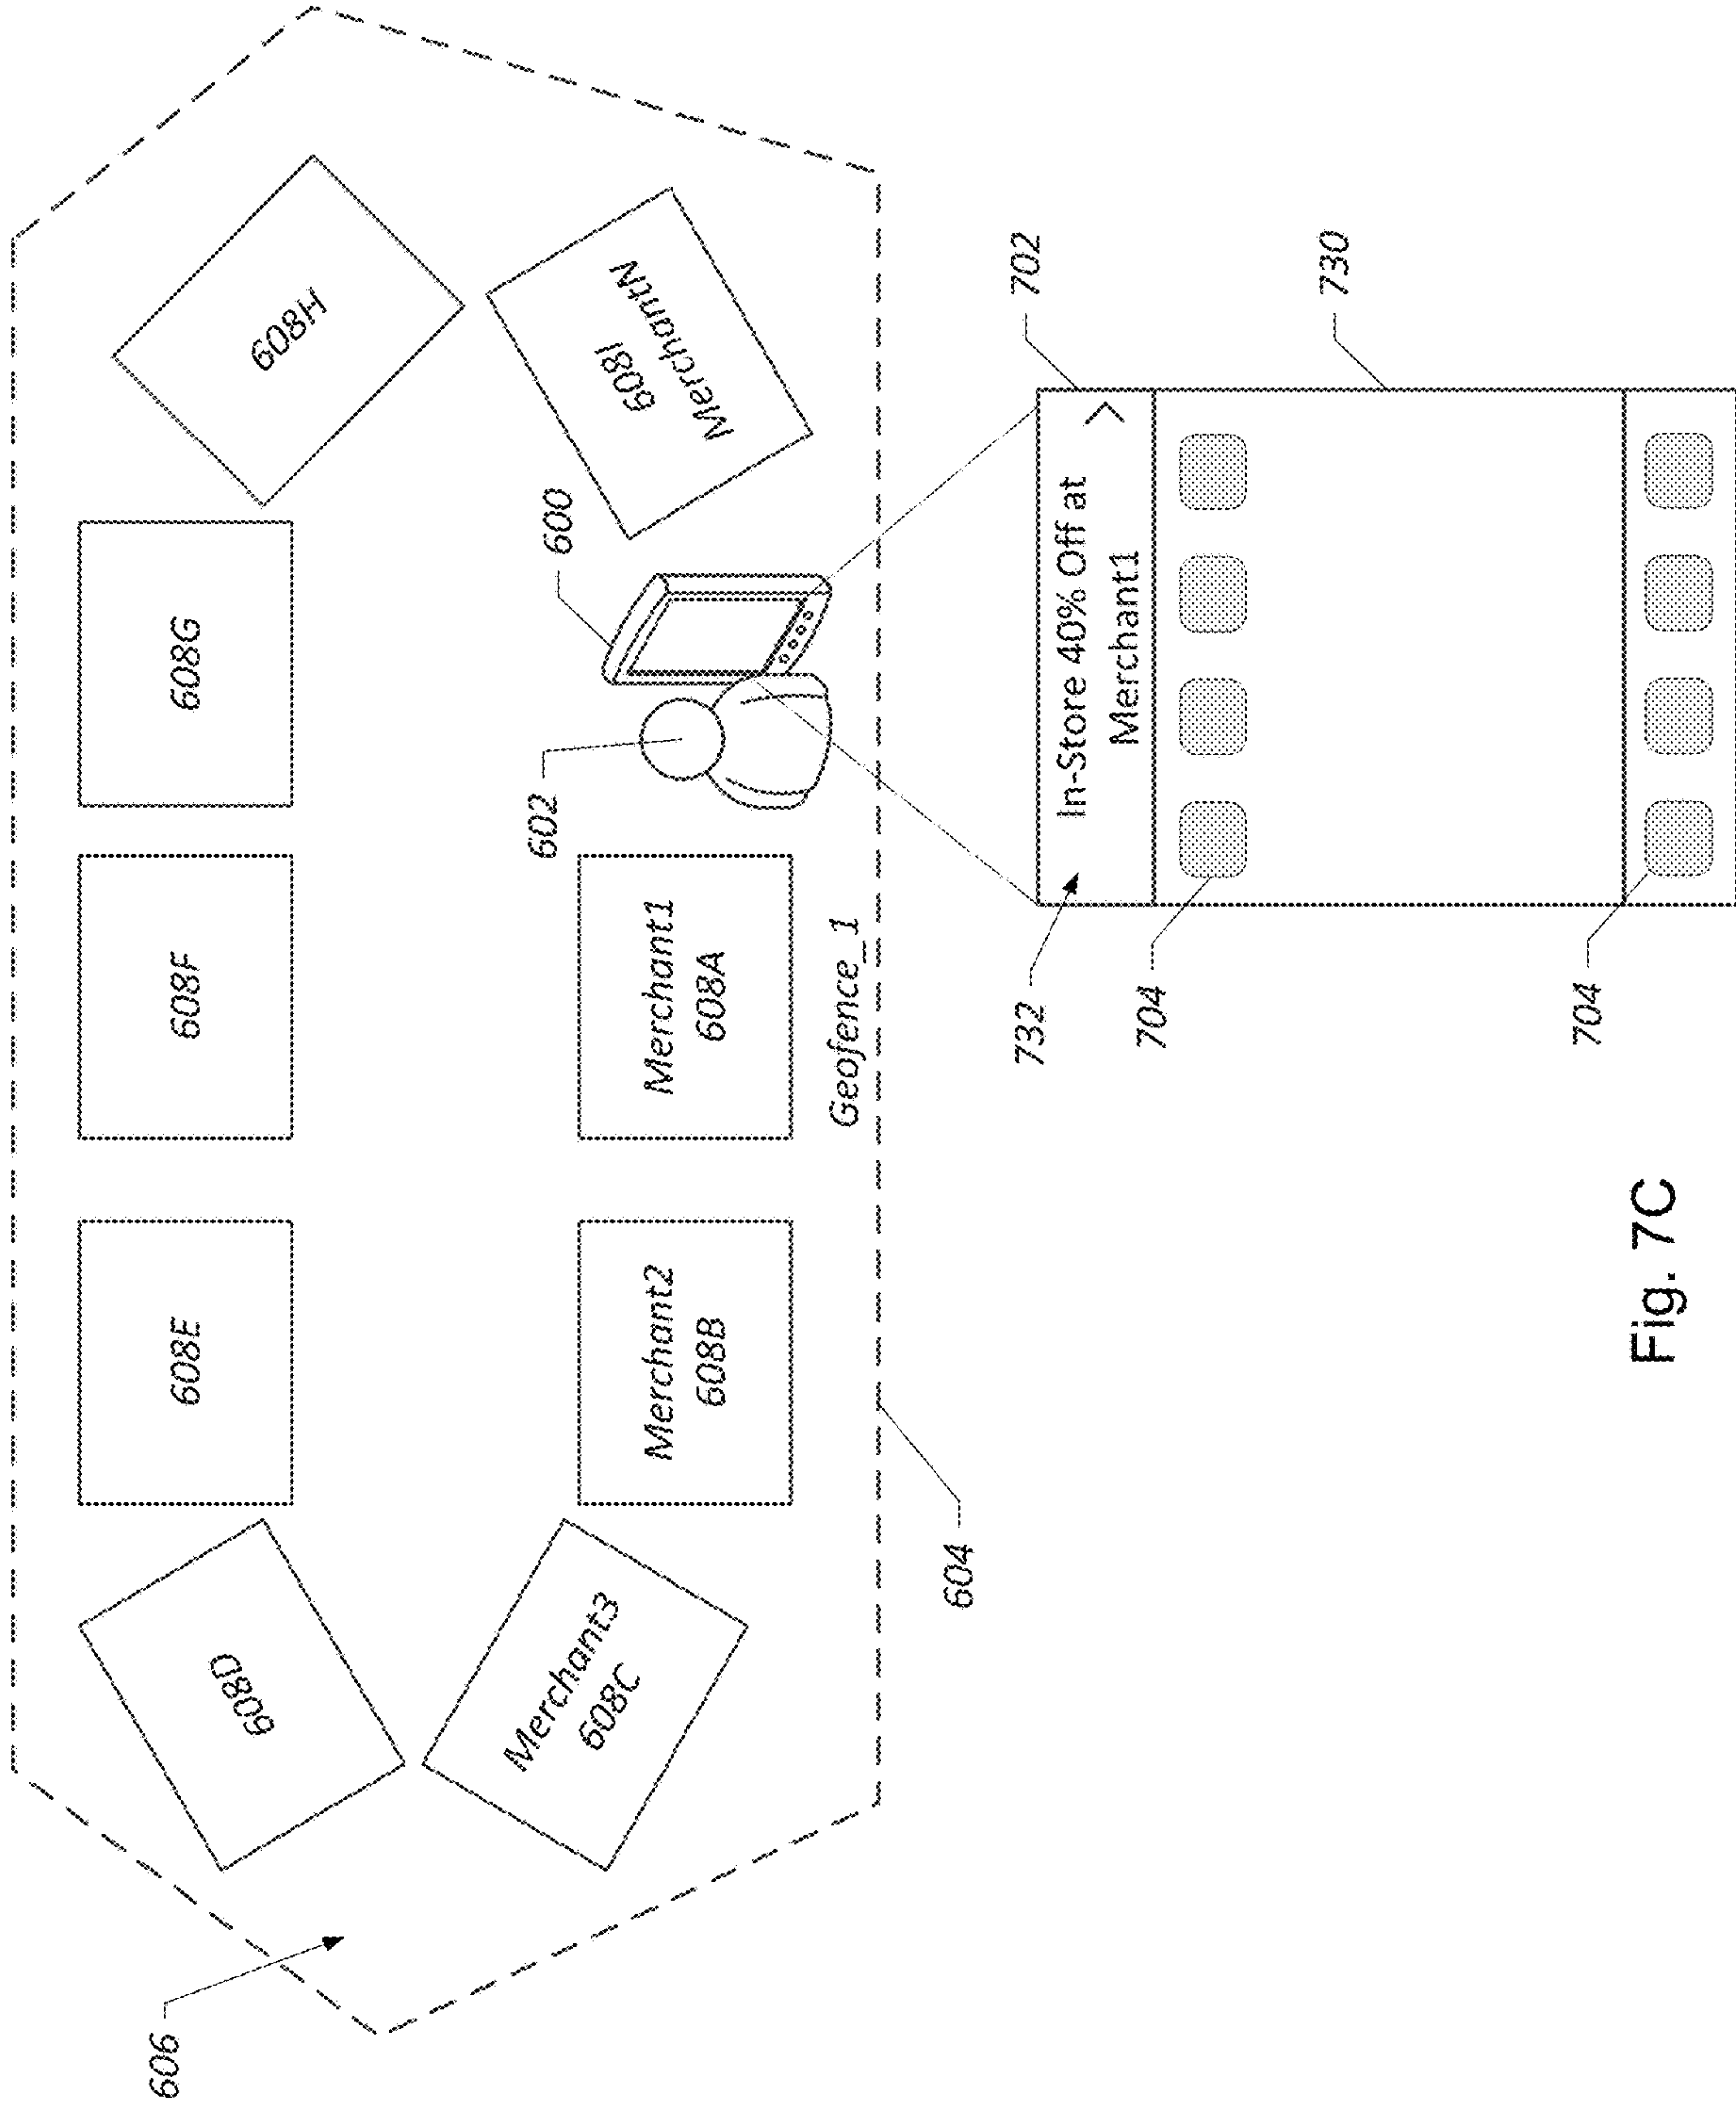 606
608D
608E
608F
608G
608H
Merchant3
608C
Merchant2
608B
Merchant1
608A
602
600
608I
MerchantN
Geofence_1
604
732
In-Store 40% Off at
Merchant1
>
702
704
730
704
Fig. 7C